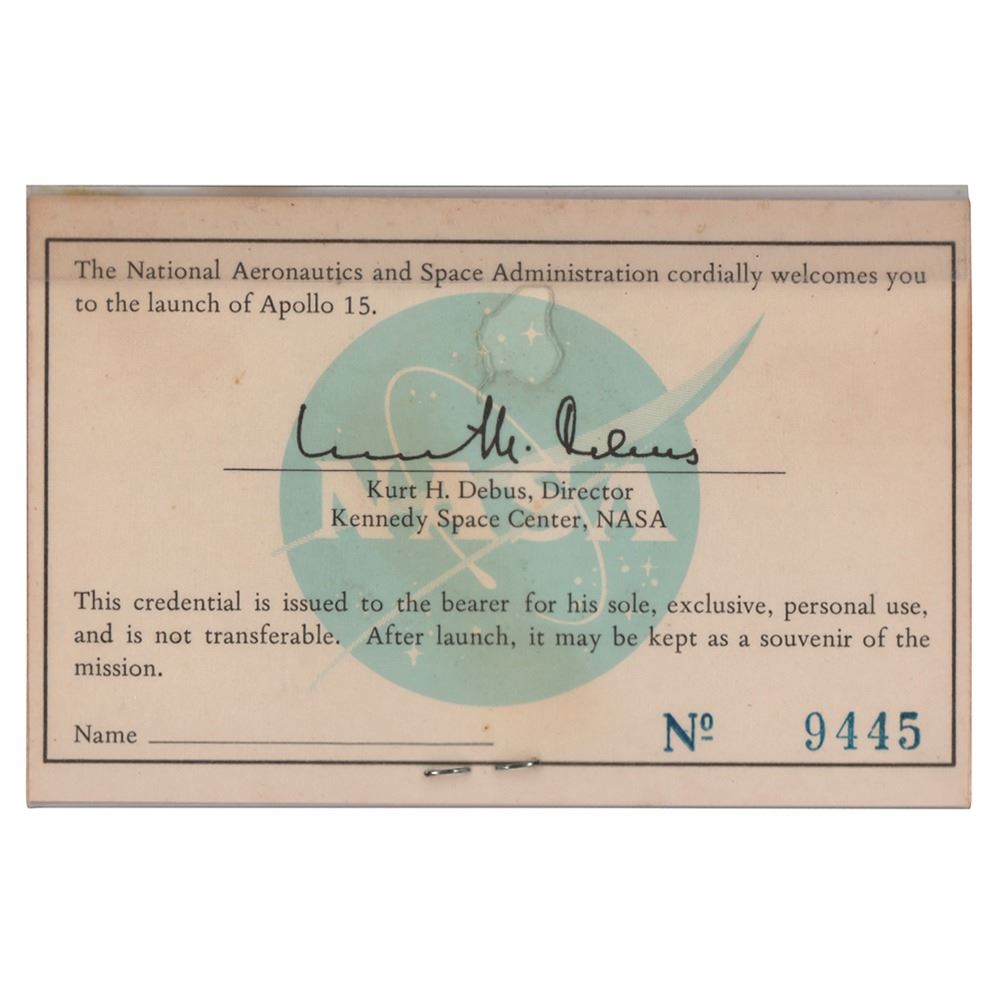 The National Aeronautics and Space Administration cordially welcomes you
to the launch of Apollo 15.
Kurt H. Debus
NASA
Kurt H. Debus, Director
Kennedy Space Center, NASA
This credential is issued to the bearer for his sole, exclusive, personal use,
and is not transferable. After launch, it may be kept as a souvenir of the
mission.
Name
Nº 9445